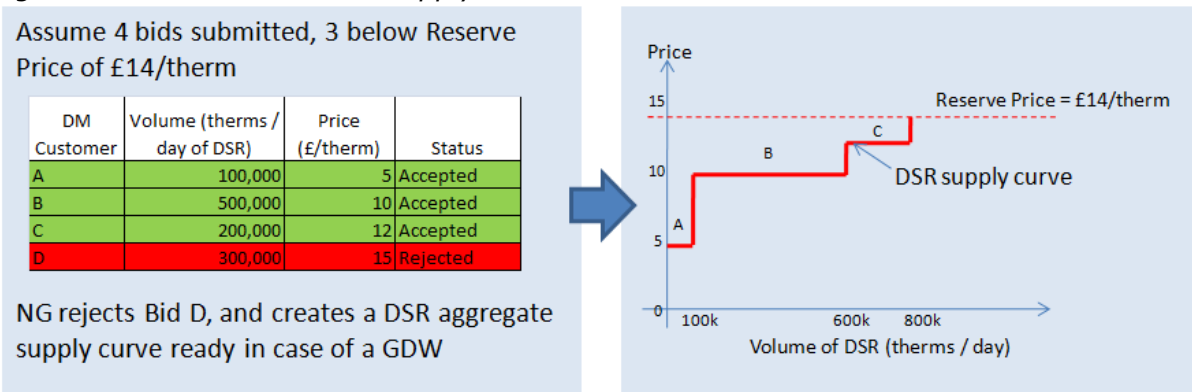 Assume 4 bids submitted, 3 below Reserve
Price of £14/therm
DM Customer Volume (therms / day of DSR) Price (£/therm) Status
A 100,000 5 Accepted
B 500,000 10 Accepted
C 200,000 12 Accepted
D 300,000 15 Rejected
NG rejects Bid D, and creates a DSR aggregate
supply curve ready in case of a GDW
Price
15
Reserve Price = £14/therm
C
B
10
DSR supply curve
A
5
0
100k 600k 800k
Volume of DSR (therms / day)